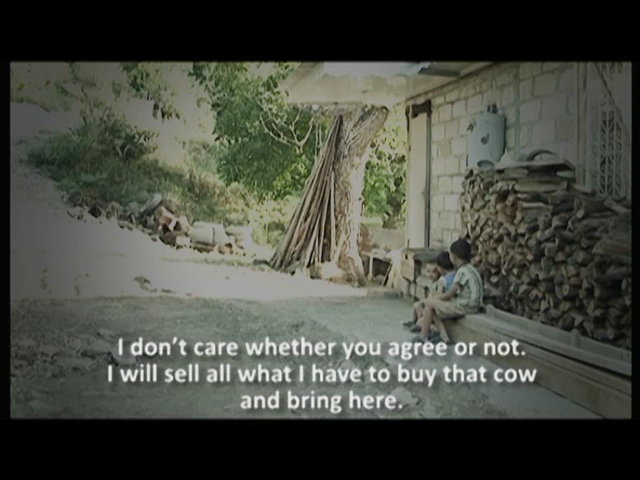 I don't care whether you agree or not.
I will sell all what I have to buy that cow
and bring here.